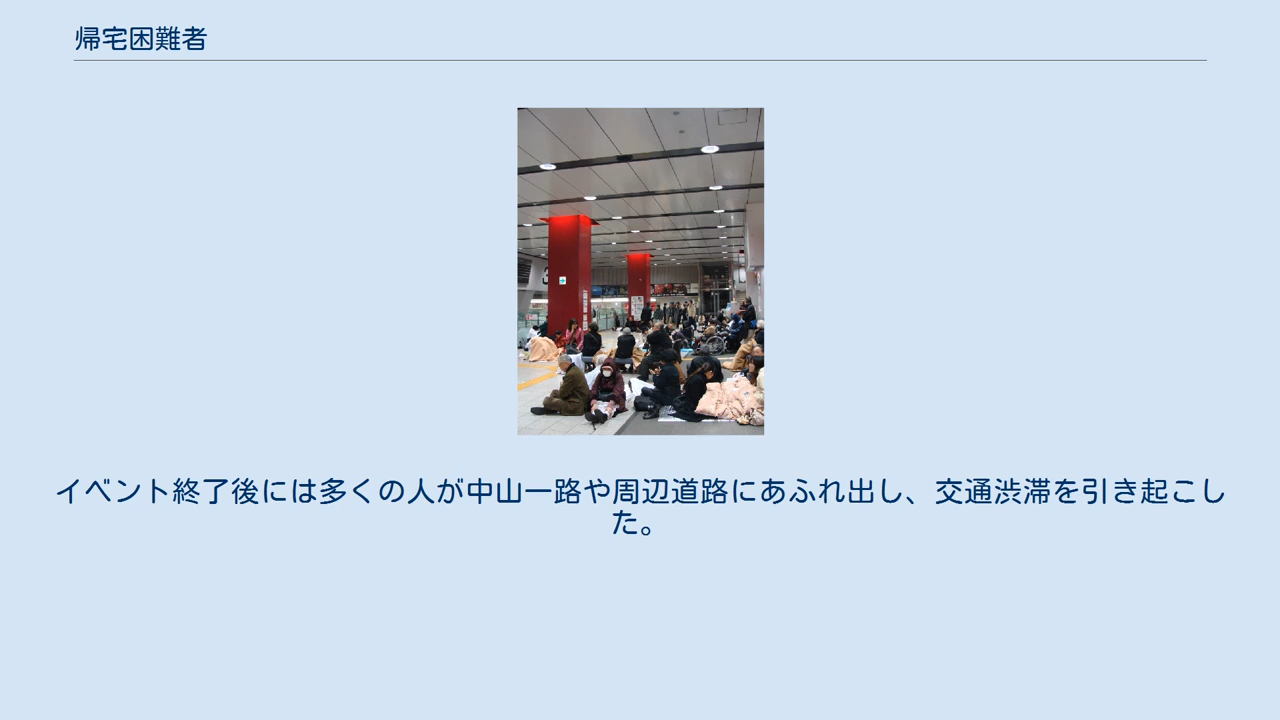 帰宅困難者
イベント終了後には多くの人が中山一路や周辺道路にあふれ出し、交通渋滞を引き起こし
た。